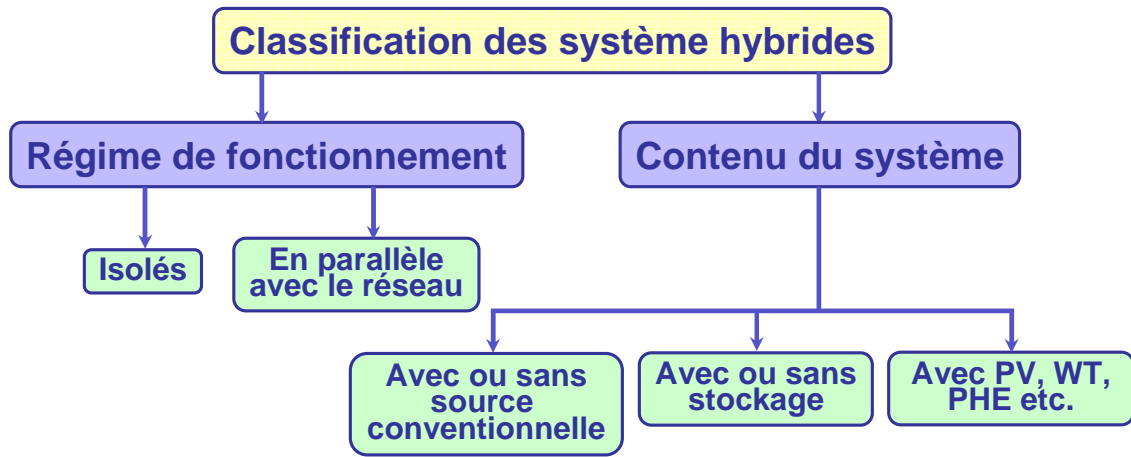 Classification des système hybrides
Régime de fonctionnement
Contenu du système
Isolés
En parallèle
avec le réseau
Avec ou sans
source
conventionnelle
Avec ou sans
stockage
Avec PV, WT,
PHE etc.